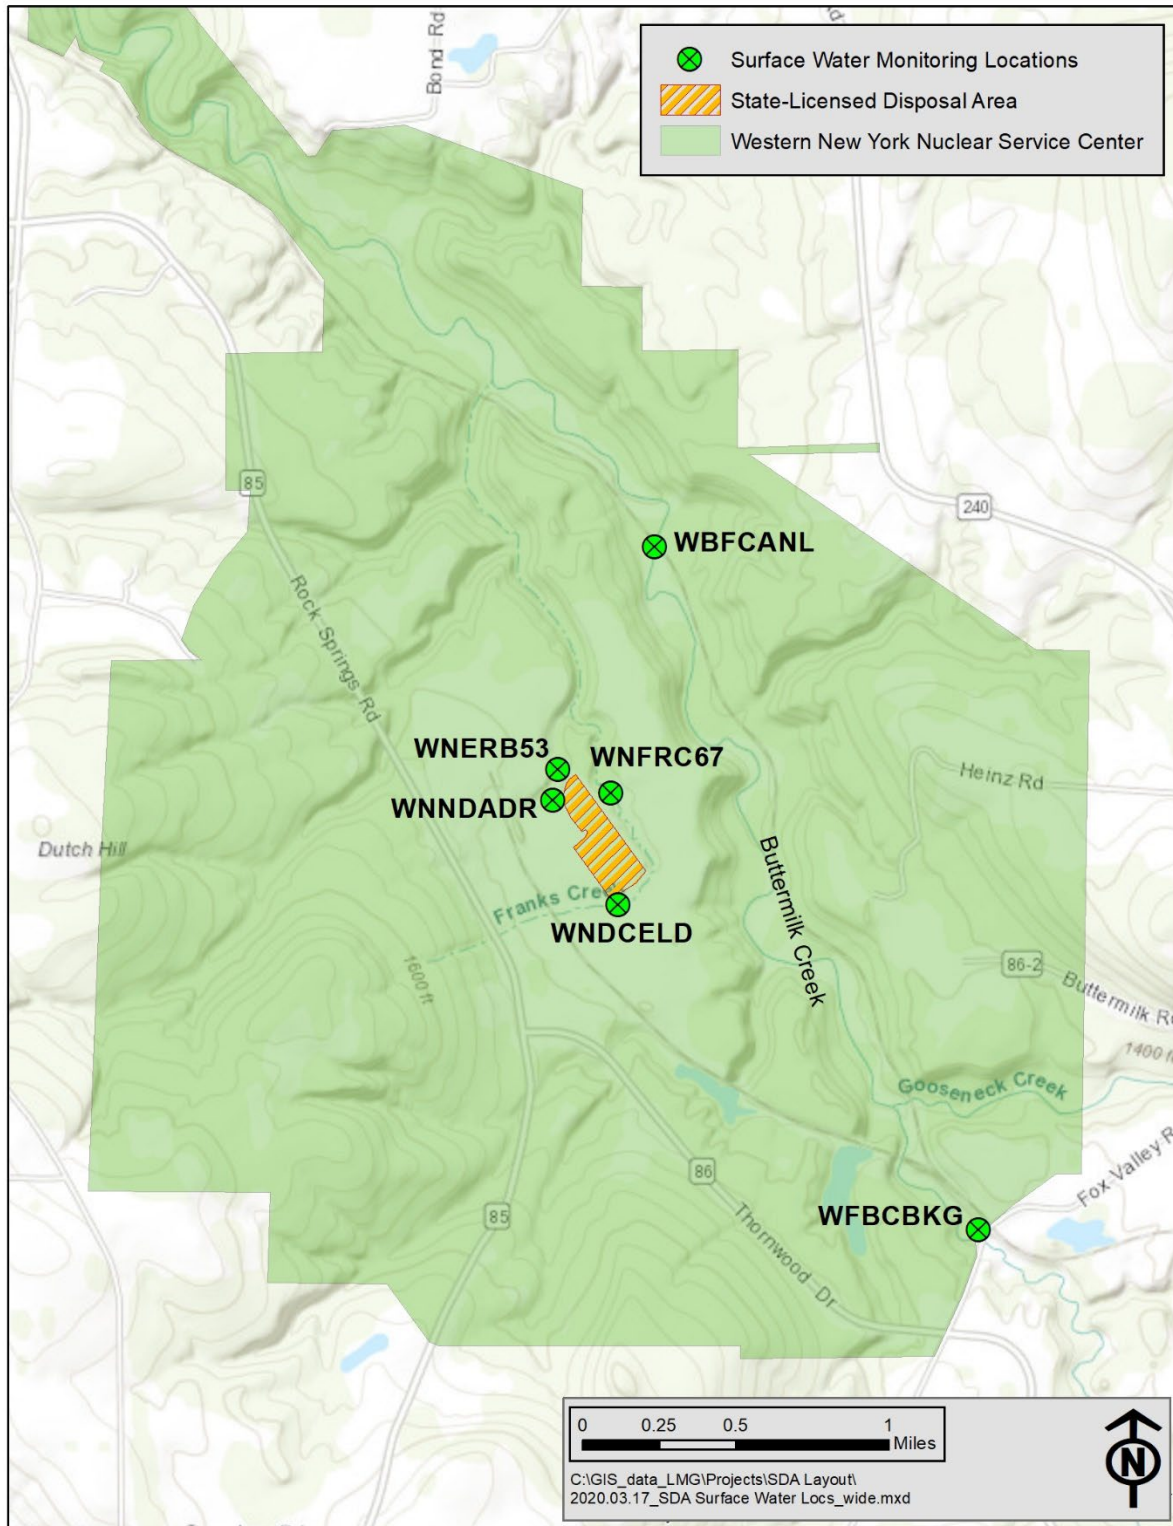 Bond Rd
Surface Water Monitoring Locations
State-Licensed Disposal Area
Western New York Nuclear Service Center
85
240
Rock Springs Rd
WBFCANL
WNERB53
WNFRC67
WNNDADR
Heinz Rd
Dutch Hill
Buttermilk Creek
Franks Cree
WNDCELD
1600 ft
86-2
Buttermilk R
1400 f
Gooseneck Creek
Fox Valley R
86
85
Thornwood Dr
WFBCBKG
0 0.25 0.5 1
Miles
N
C:\GIS_data_LMG\Projects\SDA Layout\
2020.03.17_SDA Surface Water Locs_wide.mxd